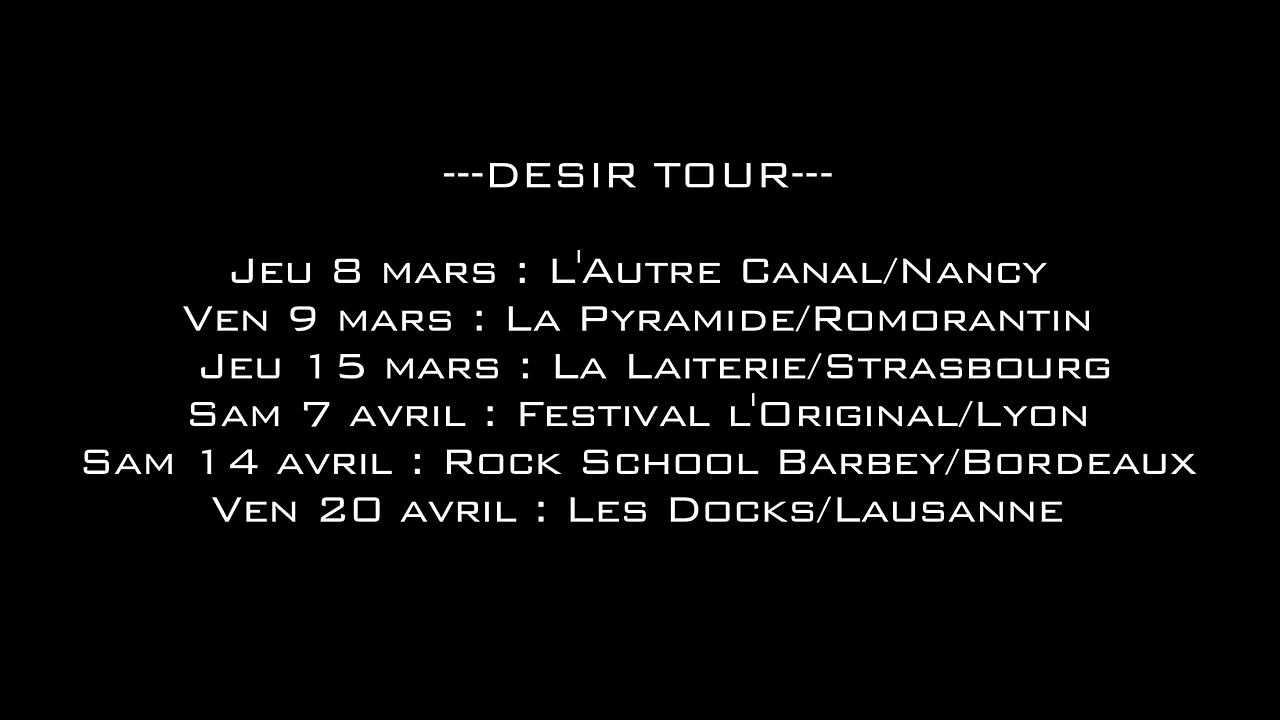 ---DESIR TOUR---
Jeu 8 mars : L'Autre Canal/Nancy
Ven 9 mars : La Pyramide/Romorantin
Jeu 15 mars : La Laiterie/Strasbourg
Sam 7 avril : Festival l'Original/Lyon
Sam 14 avril : Rock School Barbey/Bordeaux
Ven 20 avril : Les Docks/Lausanne